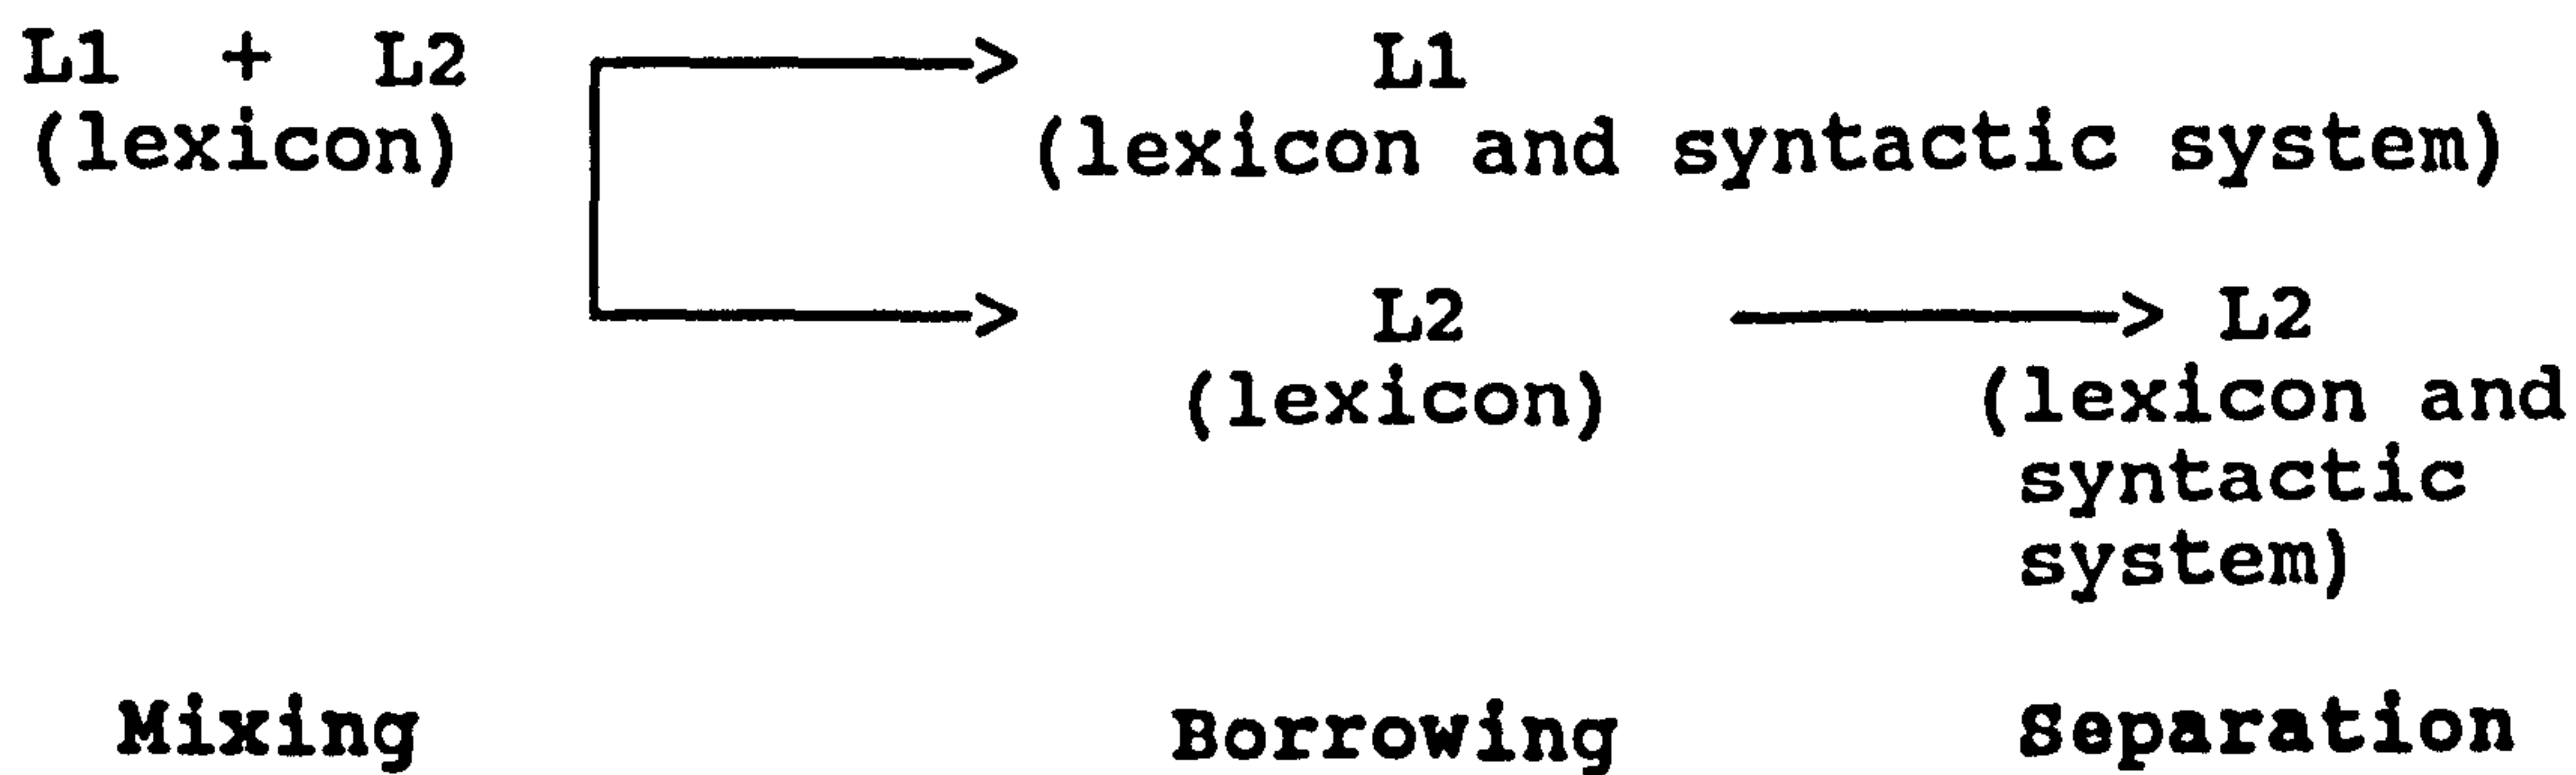 L1 + L2 ———> L1
(lexicon) (lexicon and syntactic system)
———> L2 ———> L2
(lexicon) (lexicon and
syntactic
system)
Mixing Borrowing Separation